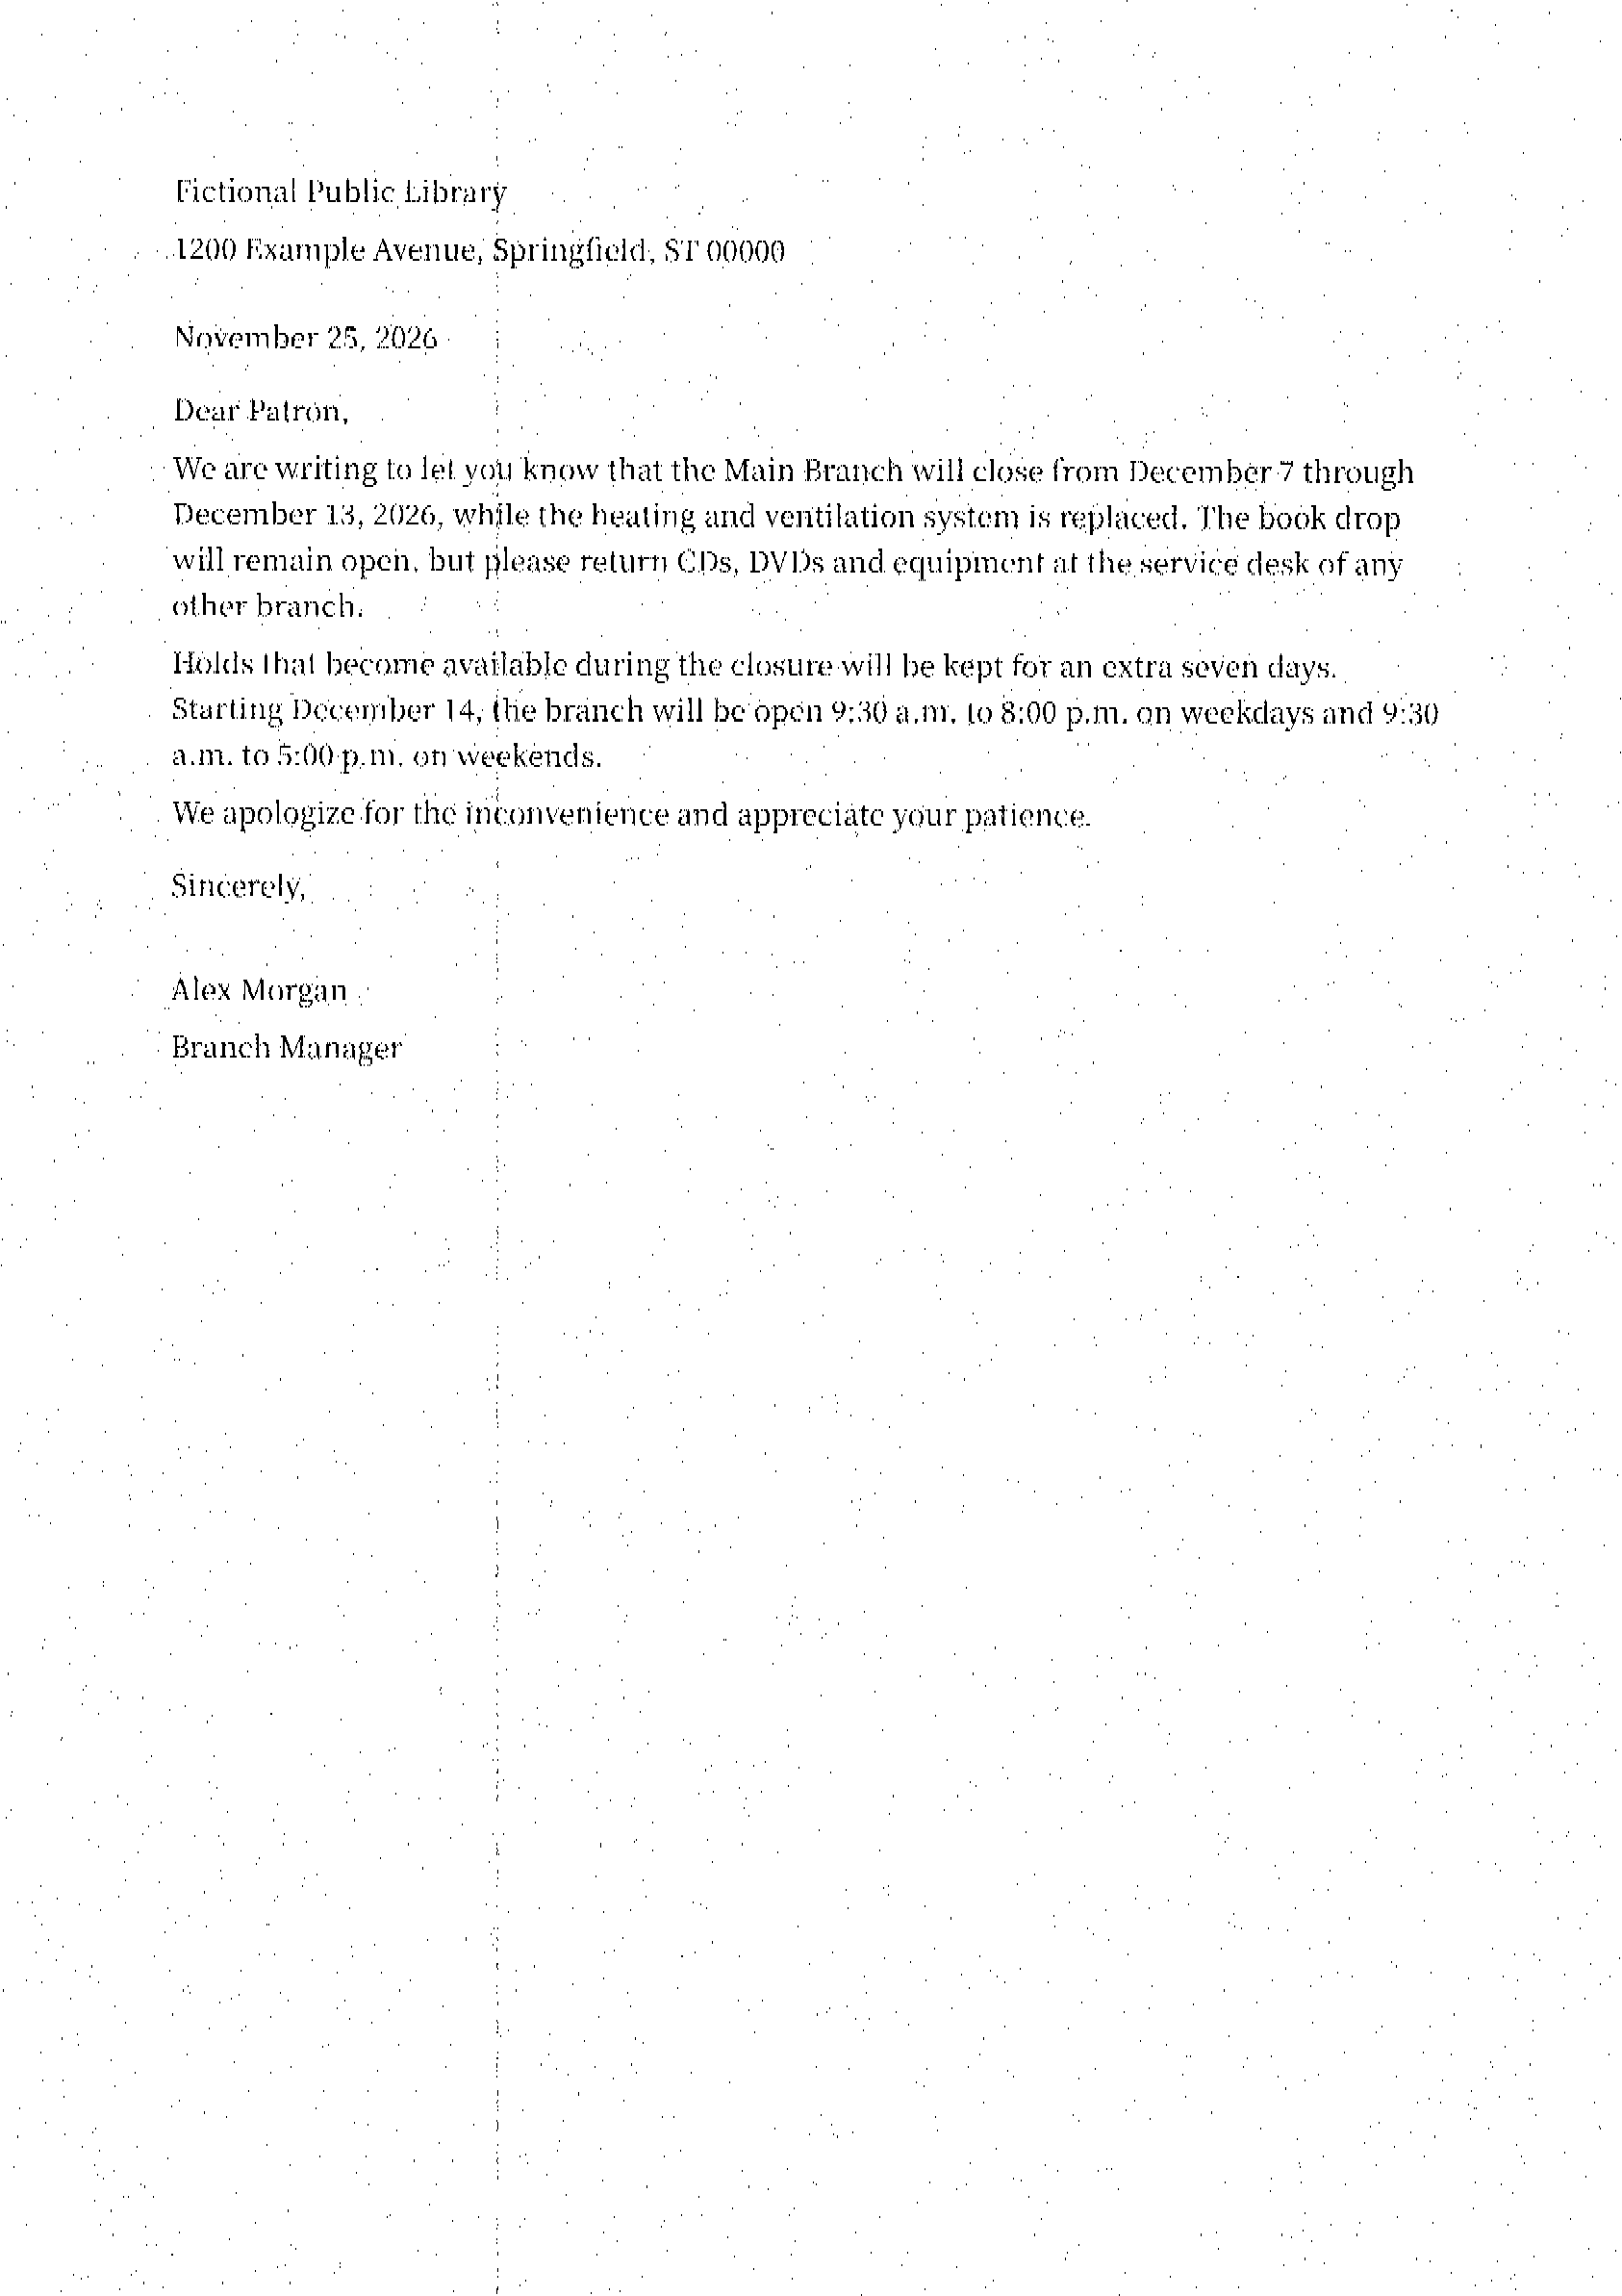 Fictional Public Library
1200 Example Avenue, Springfield, ST 00000
November 25, 2026
Dear Patron,
We are writing to let you know that the Main Branch will close from December 7 through
December 13, 2026, while the heating and ventilation system is replaced. The book drop
will remain open, but please return CDs, DVDs and equipment at the service desk of any
other branch.
Holds that become available during the closure will be kept for an extra seven days.
Starting December 14, the branch will be open 9:30 a.m. to 8:00 p.m. on weekdays and 9:30
a.m. to 5:00 p.m. on weekends.
We apologize for the inconvenience and appreciate your patience.
Sincerely,
Alex Morgan
Branch Manager